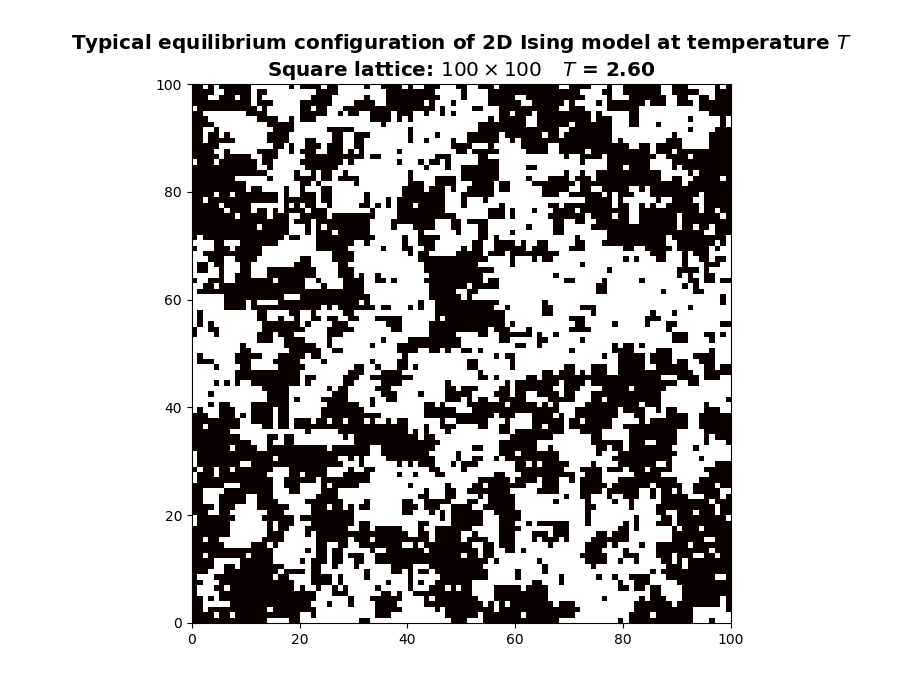 Typical equilibrium configuration of 2D Ising model at temperature T
Square lattice: 100 × 100 T = 2.60
100
80
60
40
20
0
0 20 40 60 80 100